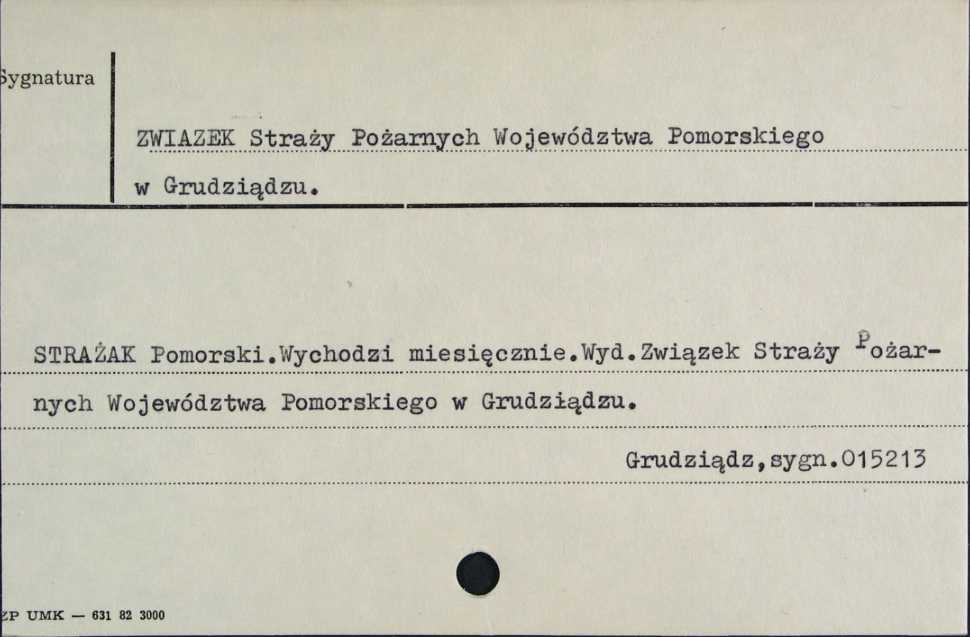 Sygnatura
ZWIAZEK Straży Pożarnych Województwa Pomorskiego
w Grudziądzu.
STRAŻAK Pomorski.Wychodzi miesięcznie.Wyd.Związek Straży Pożar-
nych Województwa Pomorskiego w Grudziądzu.
Grudziądz,sygn.015213
ZP UMK — 631 82 3000